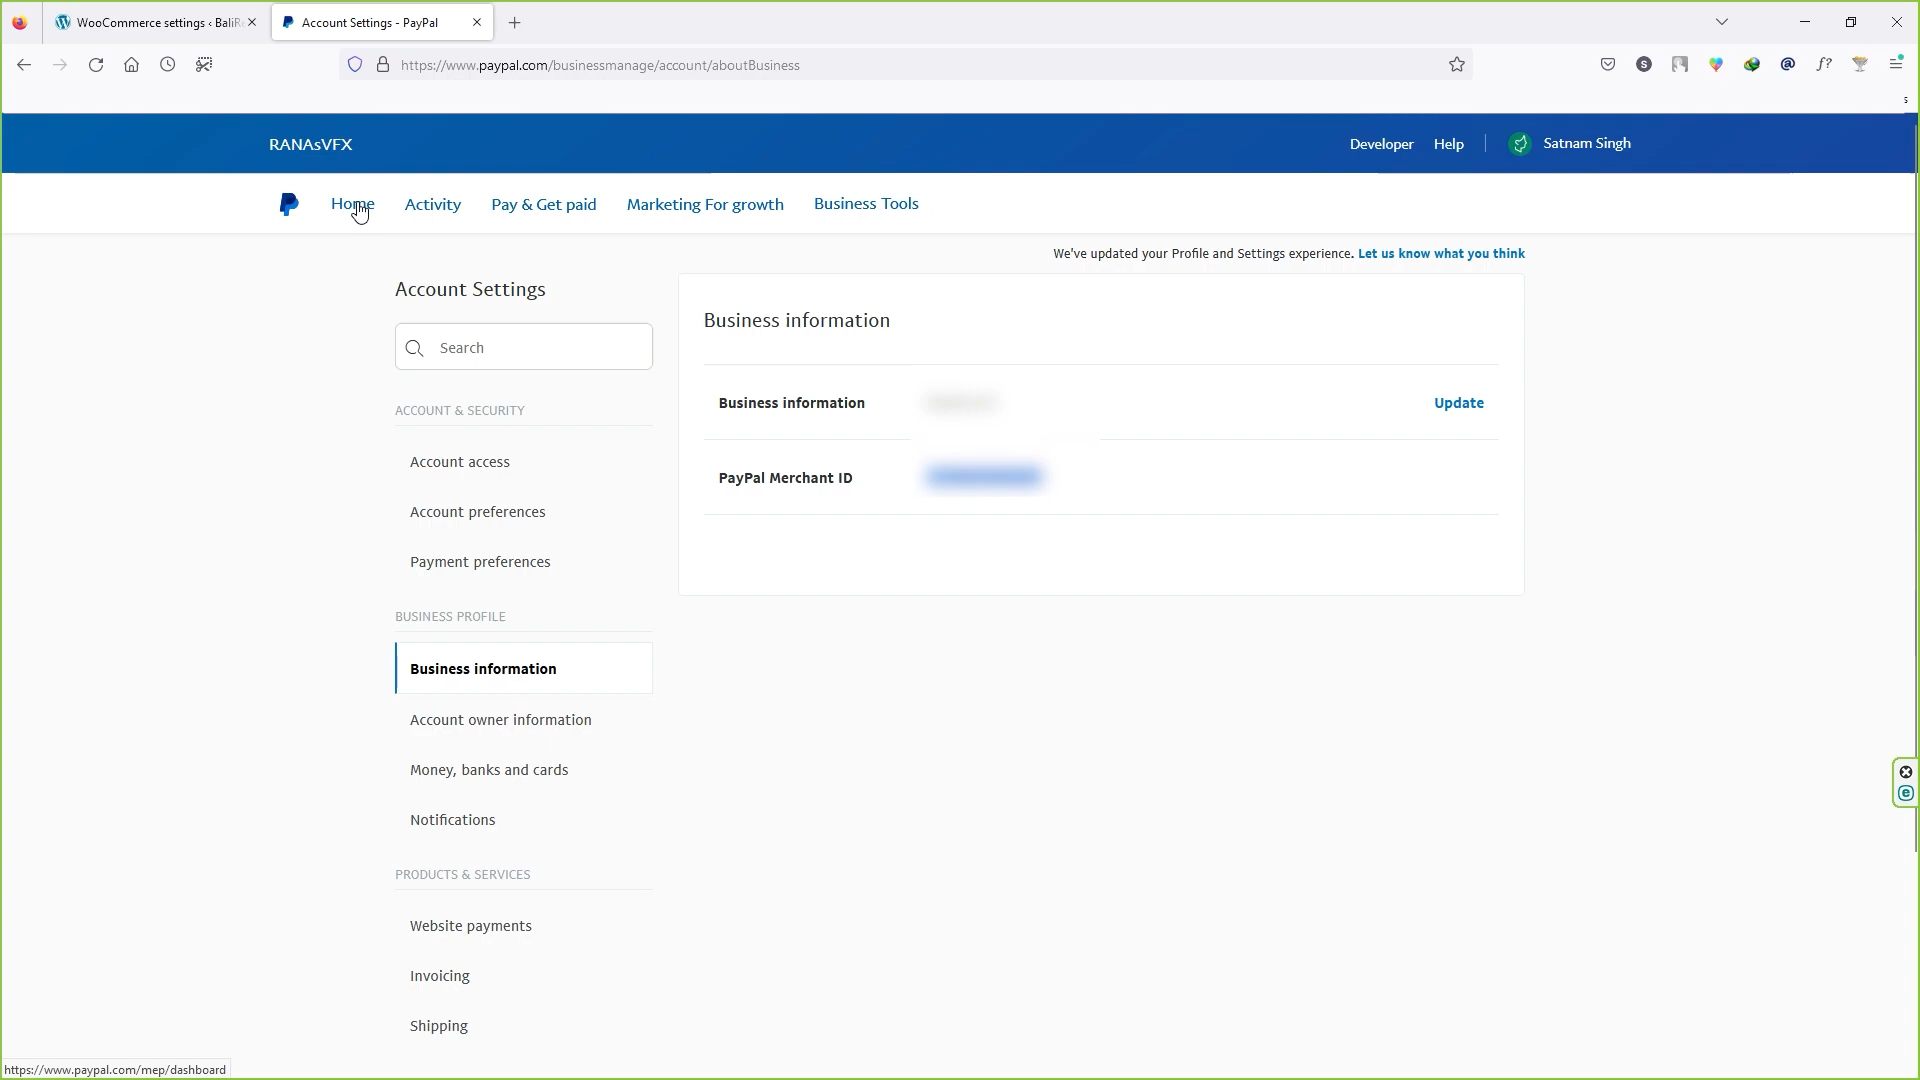 WooCommerce settings ‹ BaliRe
Account Settings - PayPal
https://www.paypal.com/businessmanage/account/aboutBusiness
S
@
f?
s
RANAsVFX
Developer
Help
Satnam Singh
Home
Activity
Pay & Get paid
Marketing For growth
Business Tools
We've updated your Profile and Settings experience. Let us know what you think
Account Settings
Business information
Search
Business information
Update
ACCOUNT & SECURITY
Account access
PayPal Merchant ID
Account preferences
Payment preferences
BUSINESS PROFILE
Business information
Account owner information
Money, banks and cards
Notifications
PRODUCTS & SERVICES
Website payments
Invoicing
Shipping
https://www.paypal.com/mep/dashboard